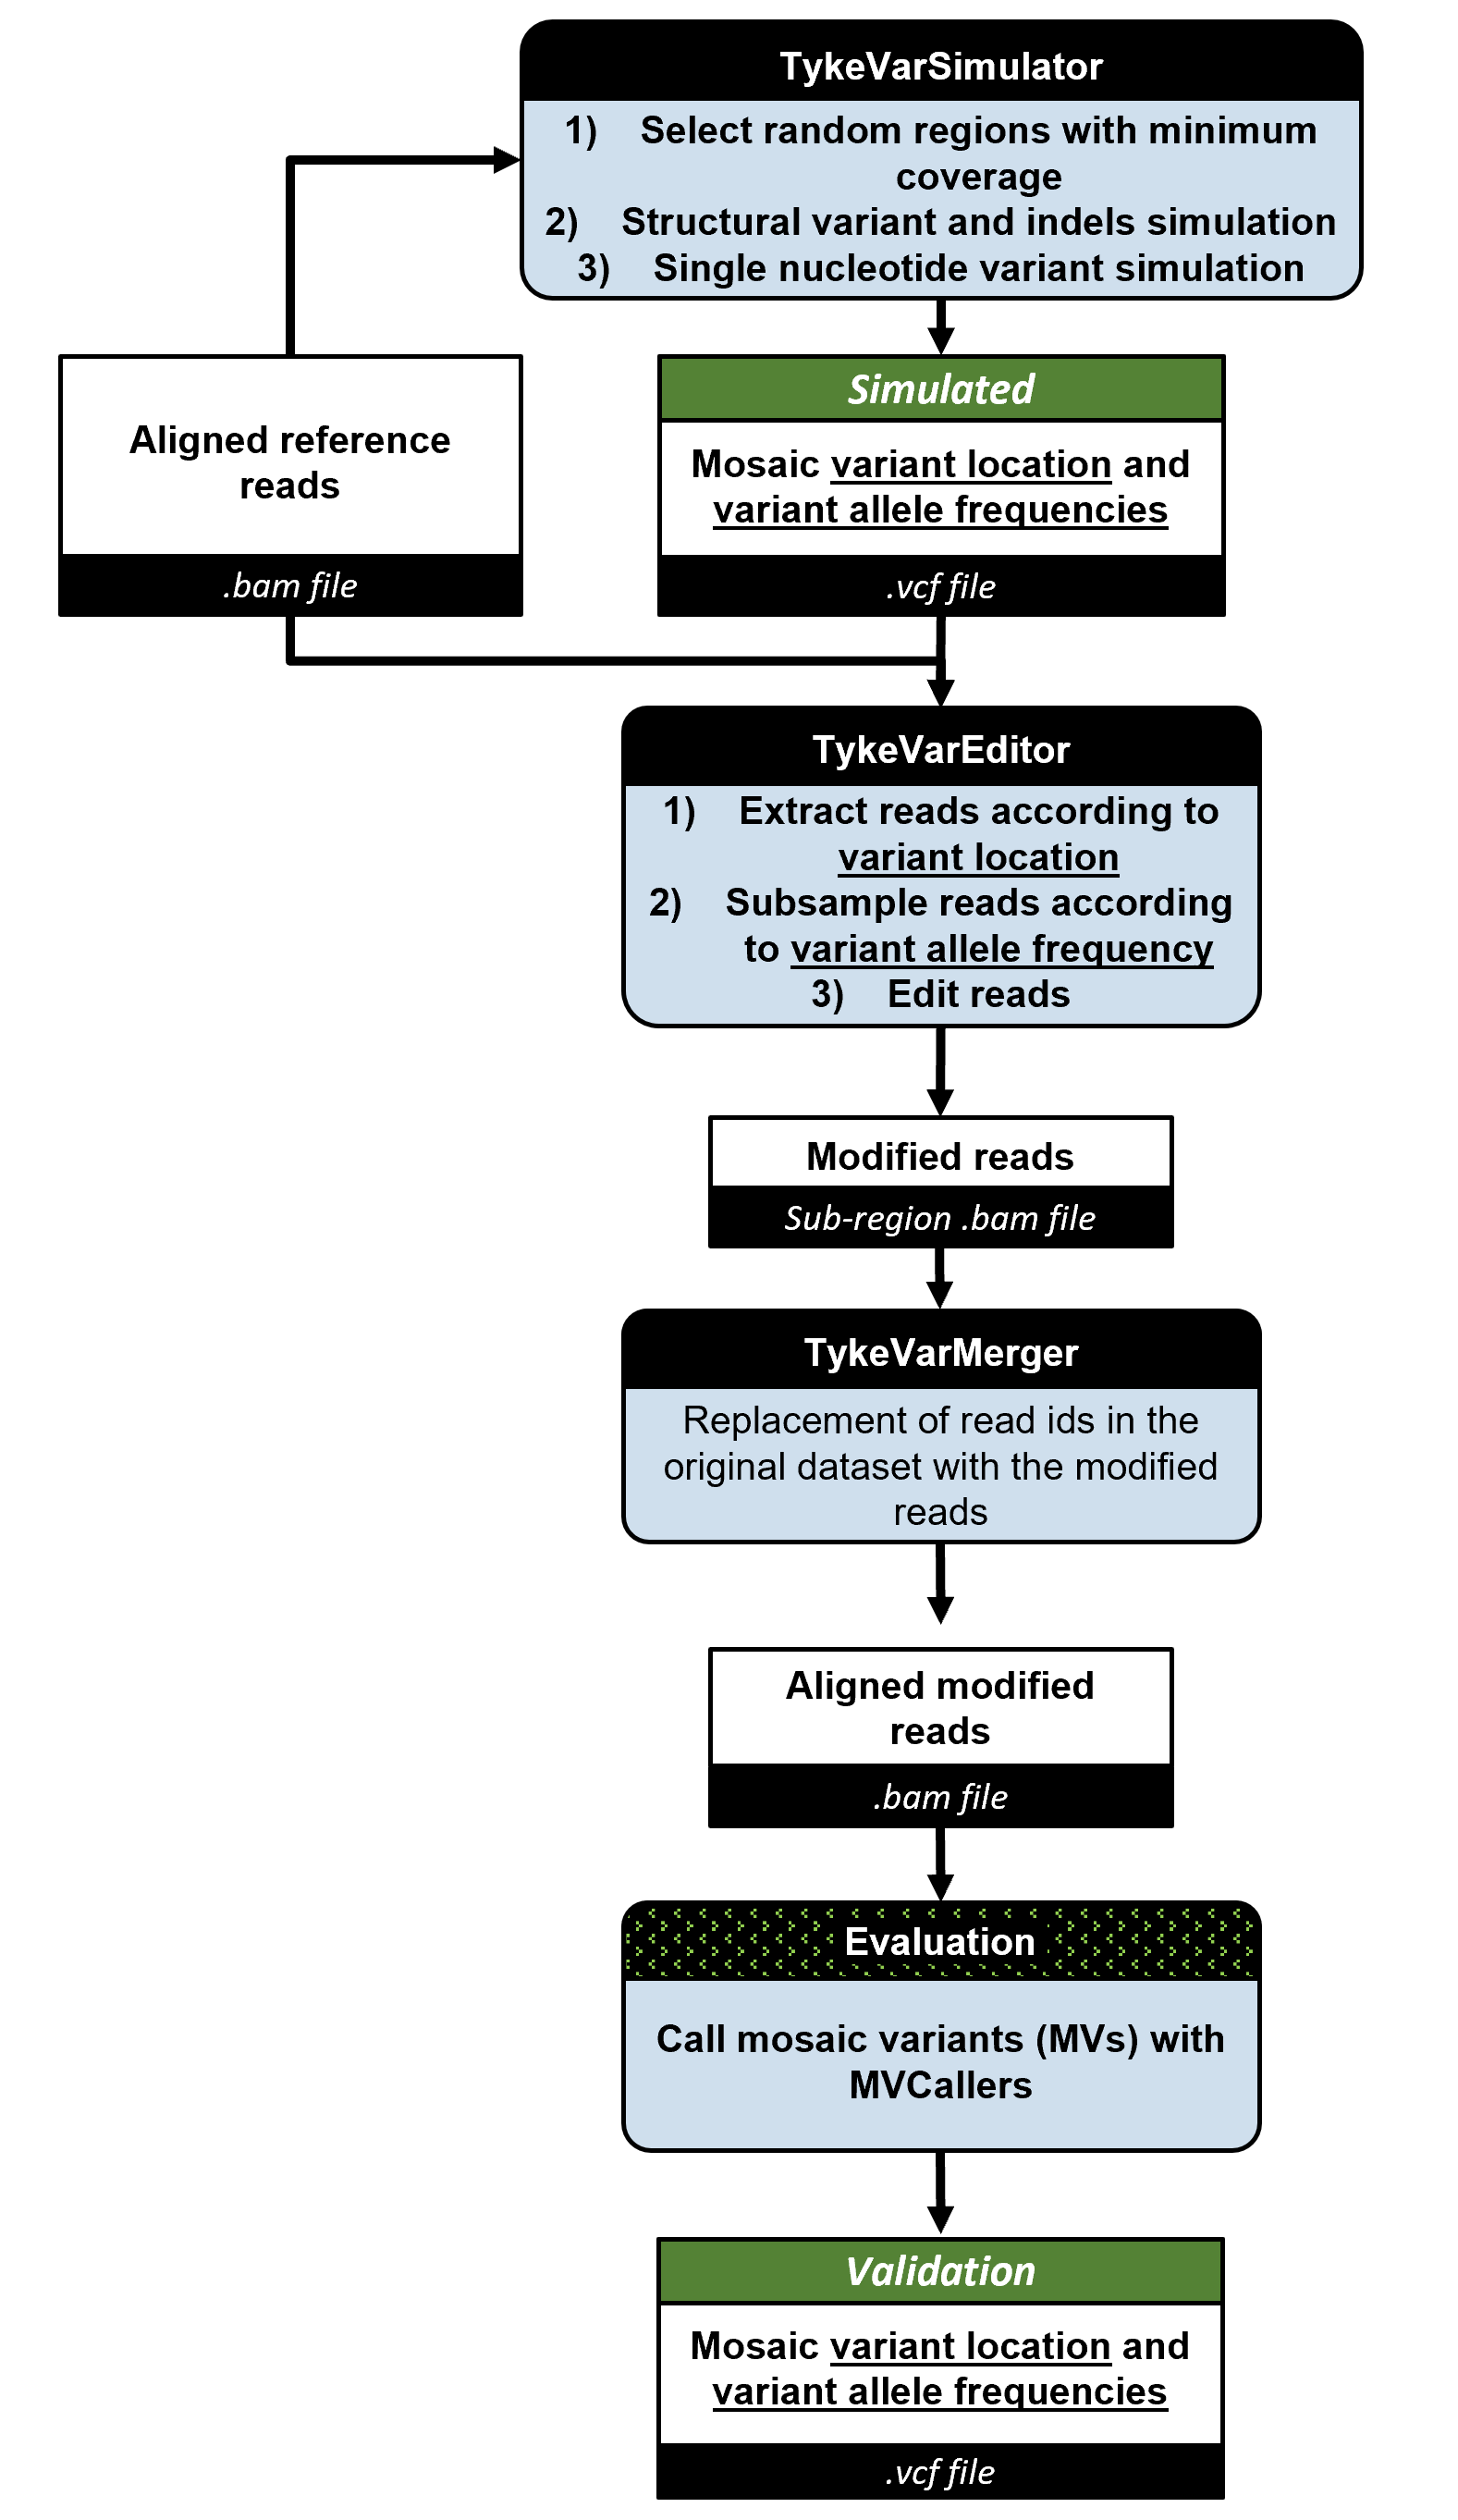 TykeVarSimulator
1) Select random regions with minimum
coverage
2) Structural variant and indels simulation
3) Single nucleotide variant simulation
Aligned reference
reads
.bam file
Simulated
Mosaic variant location and
variant allele frequencies
.vcf file
TykeVarEditor
1) Extract reads according to
variant location
2) Subsample reads according
to variant allele frequency
3) Edit reads
Modified reads
Sub-region .bam file
TykeVarMerger
Replacement of read ids in the
original dataset with the modified
reads
Aligned modified
reads
.bam file
Evaluation
Call mosaic variants (MVs) with
MVCallers
Validation
Mosaic variant location and
variant allele frequencies
.vcf file